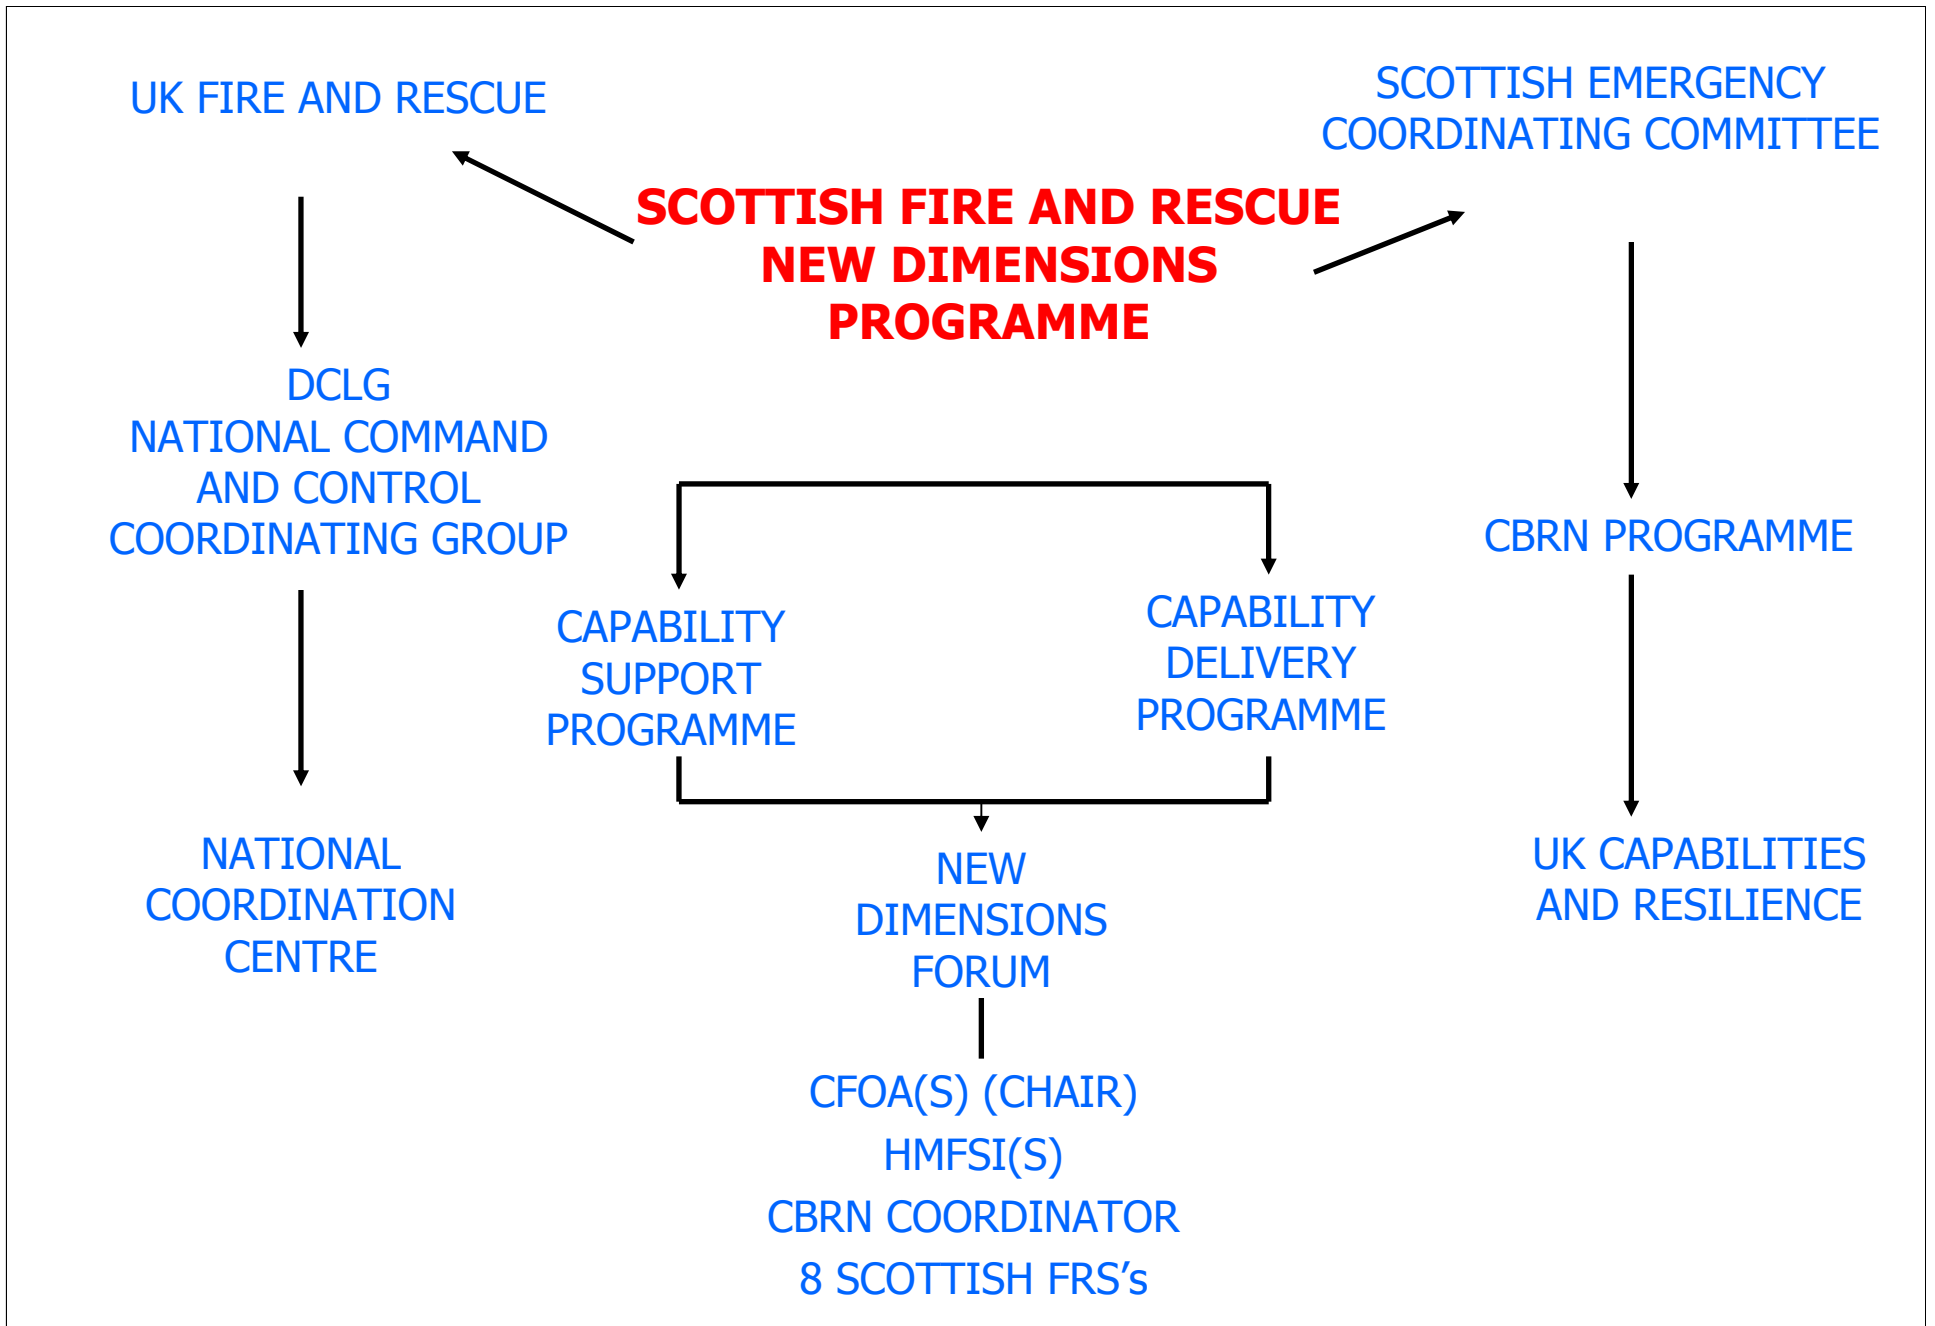 UK FIRE AND RESCUE
SCOTTISH EMERGENCY
COORDINATING COMMITTEE
SCOTTISH FIRE AND RESCUE
NEW DIMENSIONS
PROGRAMME
DCLG
NATIONAL COMMAND
AND CONTROL
COORDINATING GROUP
CBRN PROGRAMME
CAPABILITY
SUPPORT
PROGRAMME
CAPABILITY
DELIVERY
PROGRAMME
NATIONAL
COORDINATION
CENTRE
NEW
DIMENSIONS
FORUM
UK CAPABILITIES
AND RESILIENCE
CFOA(S) (CHAIR)
HMFSI(S)
CBRN COORDINATOR
8 SCOTTISH FRS’s